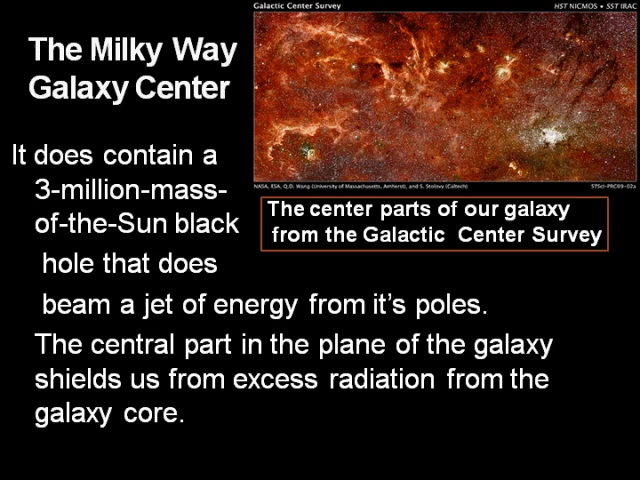 Galactic Center Survey
HST NICMOS • SST IRAC
The Milky Way
Galaxy Center
NASA, ESA, Q.D. Wang (University of Massachusetts, Amherst), and S. Stolovy (Caltech)
STScI-PRC09-02a
It does contain a
3-million-mass-
of-the-Sun black
hole that does
beam a jet of energy from it's poles.
The central part in the plane of the galaxy
shields us from excess radiation from the
galaxy core.
The center parts of our galaxy
from the Galactic Center Survey